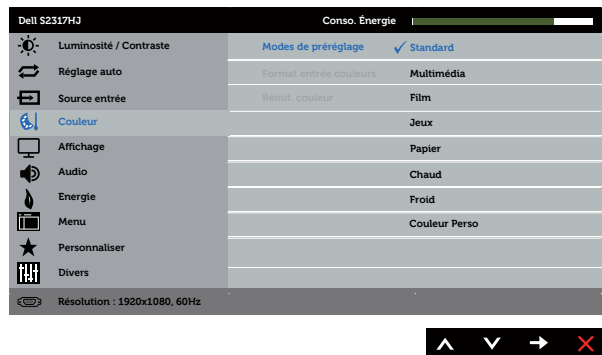 Dell S2317HJ Conso. Énergie
Luminosité / Contraste Modes de préréglage Standard
Réglage auto Format entrée couleurs Multimédia
Source entrée Réinit. couleur Film
Couleur Jeux
Affichage Papier
Audio Chaud
Energie Froid
Menu Couleur Perso
Personnaliser
Divers
Résolution : 1920x1080, 60Hz